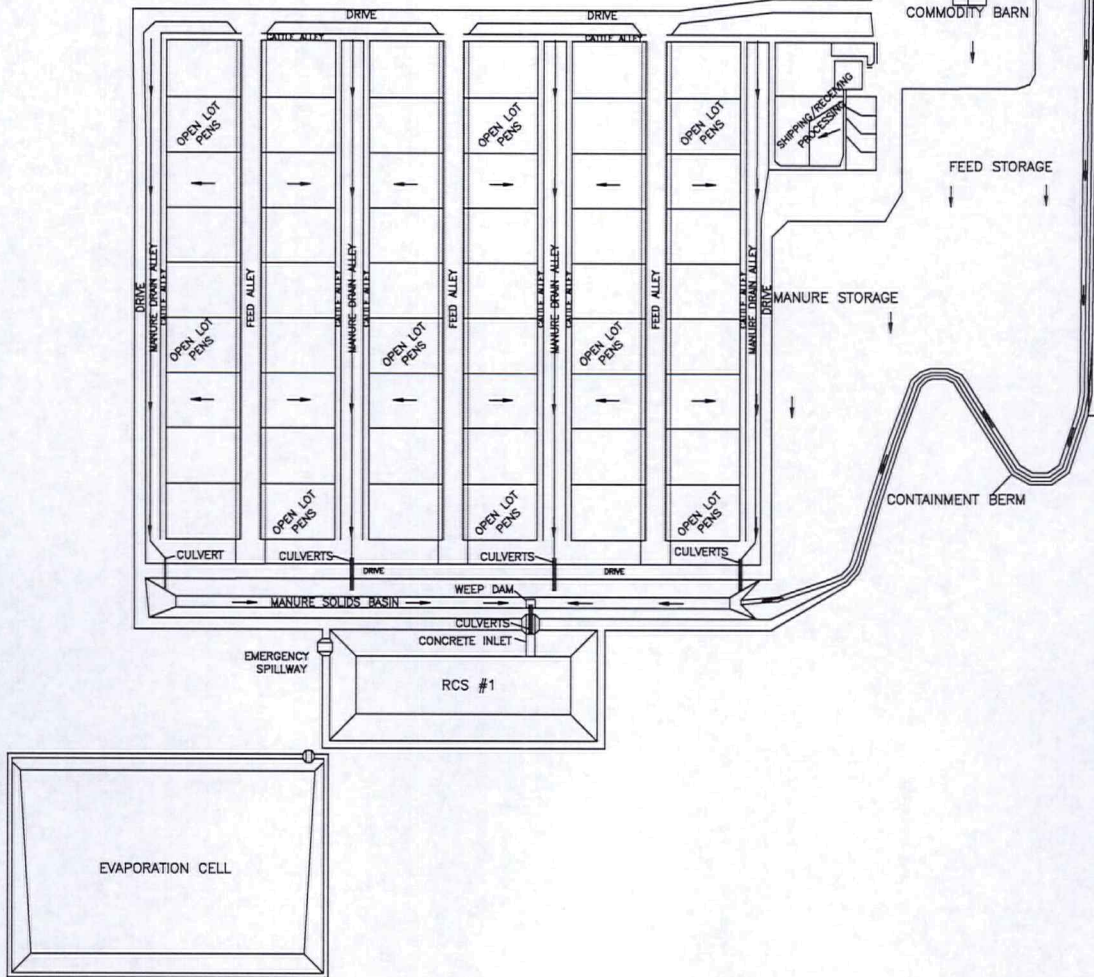 DRIVE
DRIVE
COMMODITY BARN
CATTLE ALLEY
CATTLE ALLEY
OPEN LOT
PENS
OPEN LOT
PENS
OPEN LOT
PENS
SHIPPING/RECEIVING
PROCESSING
FEED STORAGE
DRIVE
MANURE DRAIN ALLEY
CATTLE ALLEY
FEED ALLEY
CATTLE ALLEY
MANURE DRAIN ALLEY
CATTLE ALLEY
FEED ALLEY
CATTLE ALLEY
MANURE DRAIN ALLEY
CATTLE ALLEY
FEED ALLEY
CATTLE ALLEY
MANURE DRAIN ALLEY
DRIVE
MANURE STORAGE
OPEN LOT
PENS
OPEN LOT
PENS
OPEN LOT
PENS
OPEN LOT
PENS
OPEN LOT
PENS
OPEN LOT
PENS
CONTAINMENT BERM
CULVERT
CULVERTS
CULVERTS
CULVERTS
DRIVE
DRIVE
WEEP DAM
MANURE SOLIDS BASIN
CULVERTS
CONCRETE INLET
EMERGENCY
SPILLWAY
RCS #1
EVAPORATION CELL